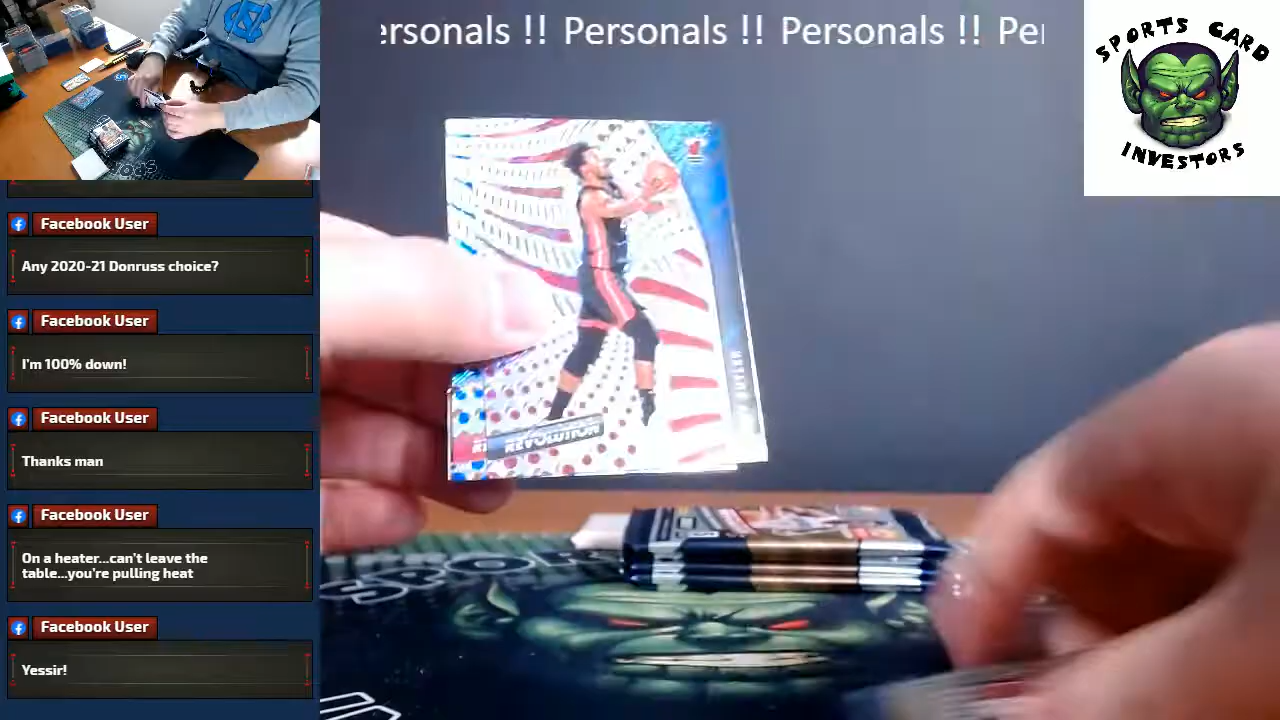 ersonals !! Personals !! Personals !! Per
SPORTS CARD
INVESTORS
Facebook User
Any 2020-21 Donruss choice?
Facebook User
I'm 100% down!
Facebook User
Thanks man
Facebook User
On a heater...can't leave the
table...you're pulling heat
Facebook User
Yessir!
REVOLUTION